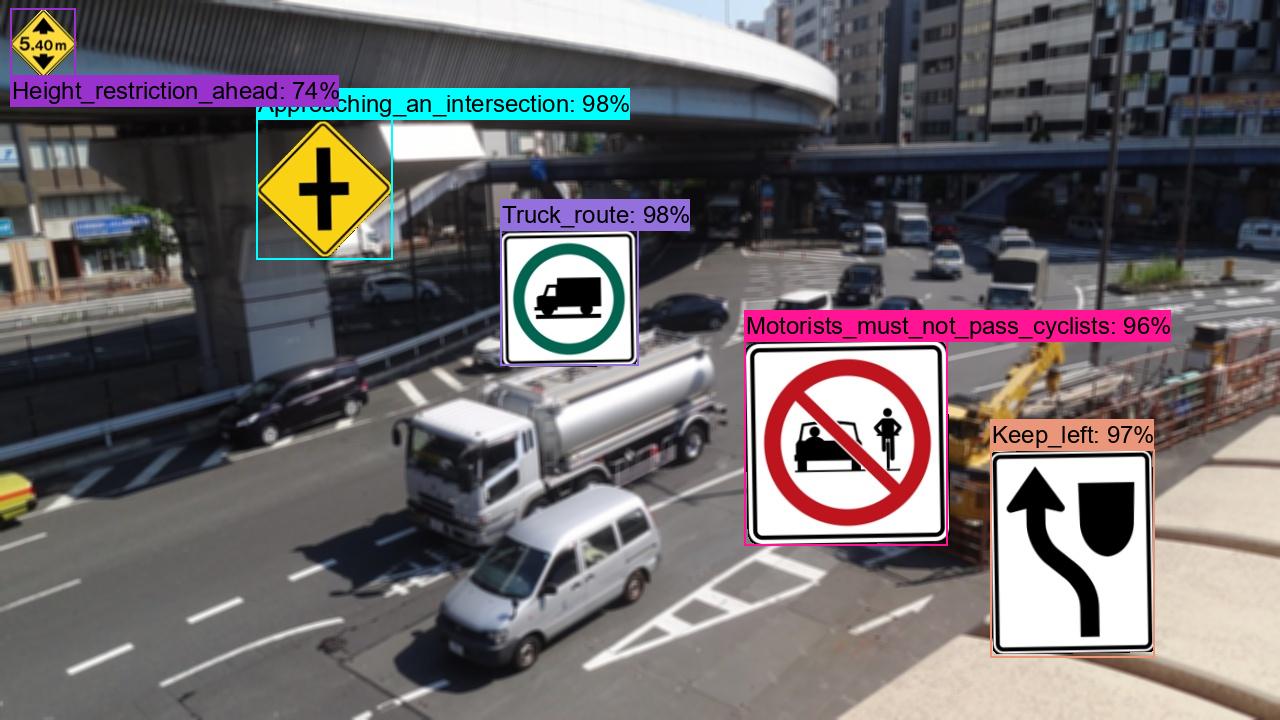 5.40m
Height_restriction_ahead: 74%
Approaching_an_intersection: 98%
Truck_route: 98%
Motorists_must_not_pass_cyclists: 96%
Keep_left: 97%